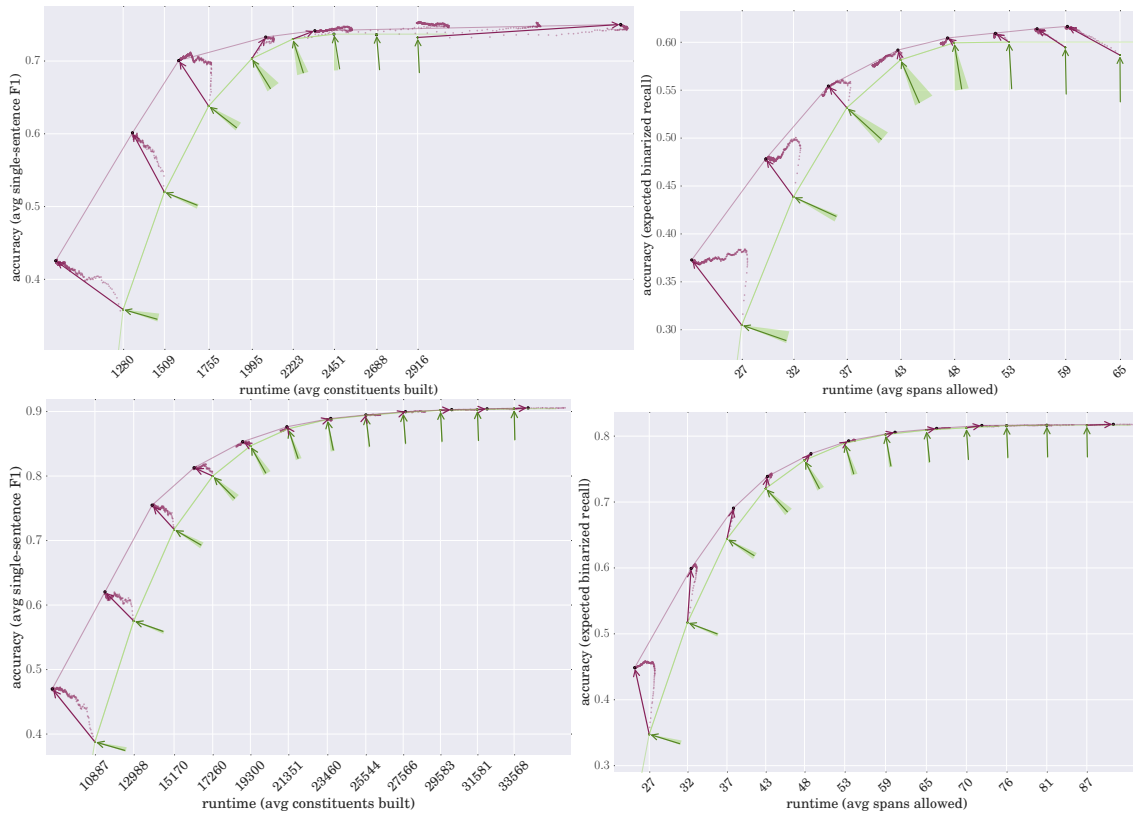 accuracy (avg single-sentence F1)
0.7
0.6
0.5
0.4
1280 1509 1755 1995 2223 2451 2688 2916
runtime (avg constituents built)
accuracy (expected binarized recall)
0.60
0.55
0.50
0.45
0.40
0.35
0.30
27 32 37 43 48 53 59 65
runtime (avg spans allowed)
accuracy (avg single-sentence F1)
0.9
0.8
0.7
0.6
0.5
0.4
10887 12988 15170 17260 19300 21351 23460 25544 27566 29583 31581 33568
runtime (avg constituents built)
accuracy (expected binarized recall)
0.8
0.7
0.6
0.5
0.4
0.3
27 32 37 43 48 53 59 65 70 76 81 87
runtime (avg spans allowed)